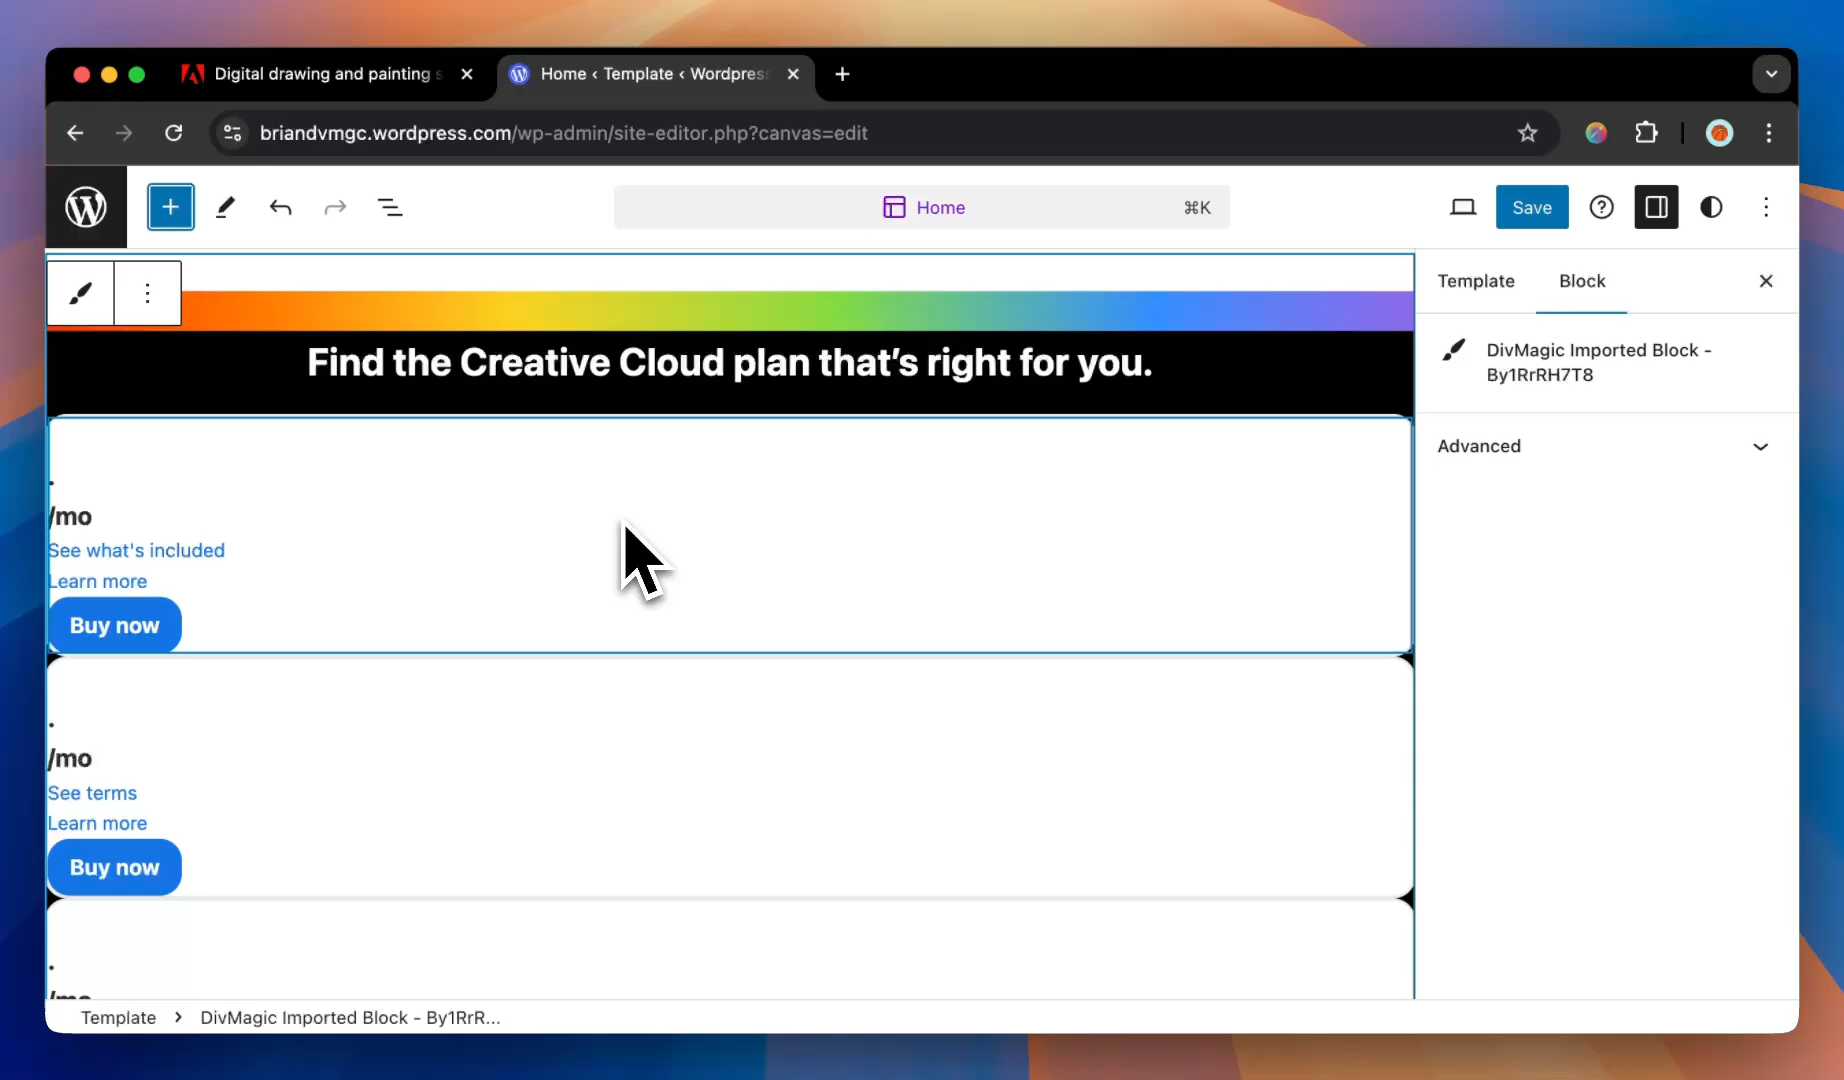 Digital drawing and painting s
Home ‹ Template ‹ Wordpress
briandvmgc.wordpress.com/wp-admin/site-editor.php?canvas=edit
Home
⌘K
Save
Find the Creative Cloud plan that’s right for you.
.
/mo
See what's included
Learn more
Buy now
.
/mo
See terms
Learn more
Buy now
.
/mo
Template
Block
DivMagic Imported Block -
By1RrRH7T8
Advanced
Template
DivMagic Imported Block - By1RrR...